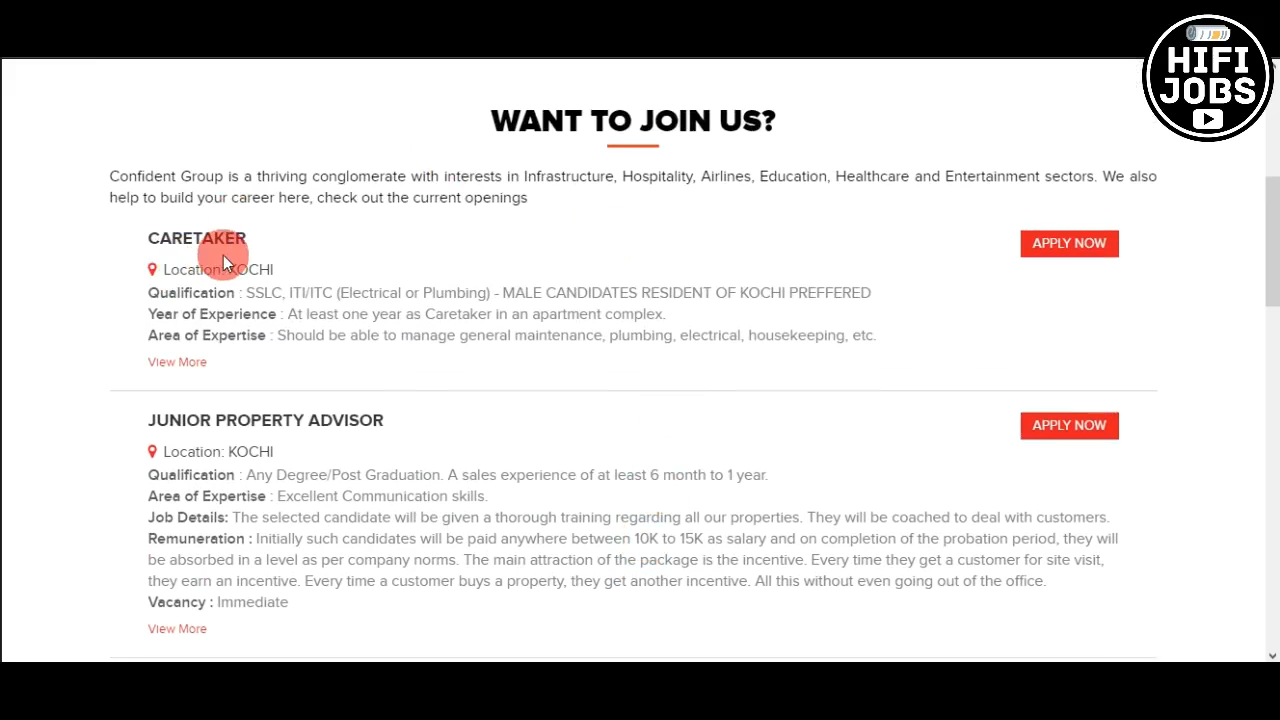 HIFI
JOBS
WANT TO JOIN US?
Confident Group is a thriving conglomerate with interests in Infrastructure, Hospitality, Airlines, Education, Healthcare and Entertainment sectors. We also
help to build your career here, check out the current openings
CARETAKER
APPLY NOW
Location: KOCHI
Qualification : SSLC, ITI/ITC (Electrical or Plumbing) - MALE CANDIDATES RESIDENT OF KOCHI PREFFERED
Year of Experience : At least one year as Caretaker in an apartment complex.
Area of Expertise : Should be able to manage general maintenance, plumbing, electrical, housekeeping, etc.
View More
JUNIOR PROPERTY ADVISOR
APPLY NOW
Location: KOCHI
Qualification : Any Degree/Post Graduation. A sales experience of at least 6 month to 1 year.
Area of Expertise : Excellent Communication skills.
Job Details: The selected candidate will be given a thorough training regarding all our properties. They will be coached to deal with customers.
Remuneration : Initially such candidates will be paid anywhere between 10K to 15K as salary and on completion of the probation period, they will
be absorbed in a level as per company norms. The main attraction of the package is the incentive. Every time they get a customer for site visit,
they earn an incentive. Every time a customer buys a property, they get another incentive. All this without even going out of the office.
Vacancy : Immediate
View More